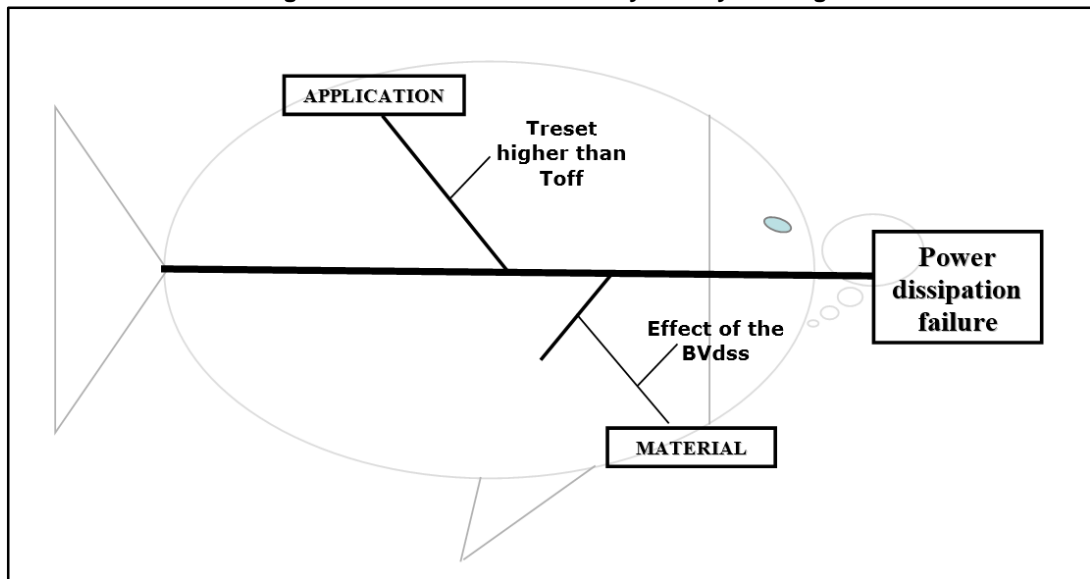 APPLICATION
Treset
higher than
Toff
Power
dissipation
failure
Effect of the
BVdss
MATERIAL